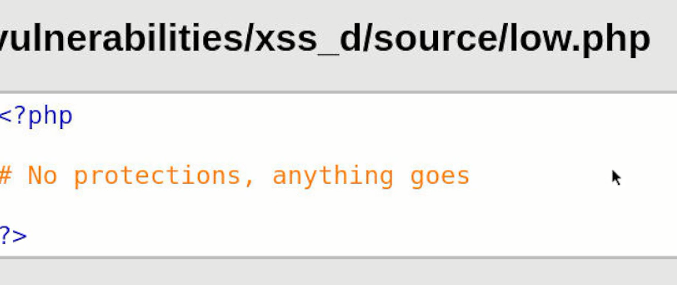 vulnerabilities/xss_d/source/low.php
<?php
# No protections, anything goes
?>